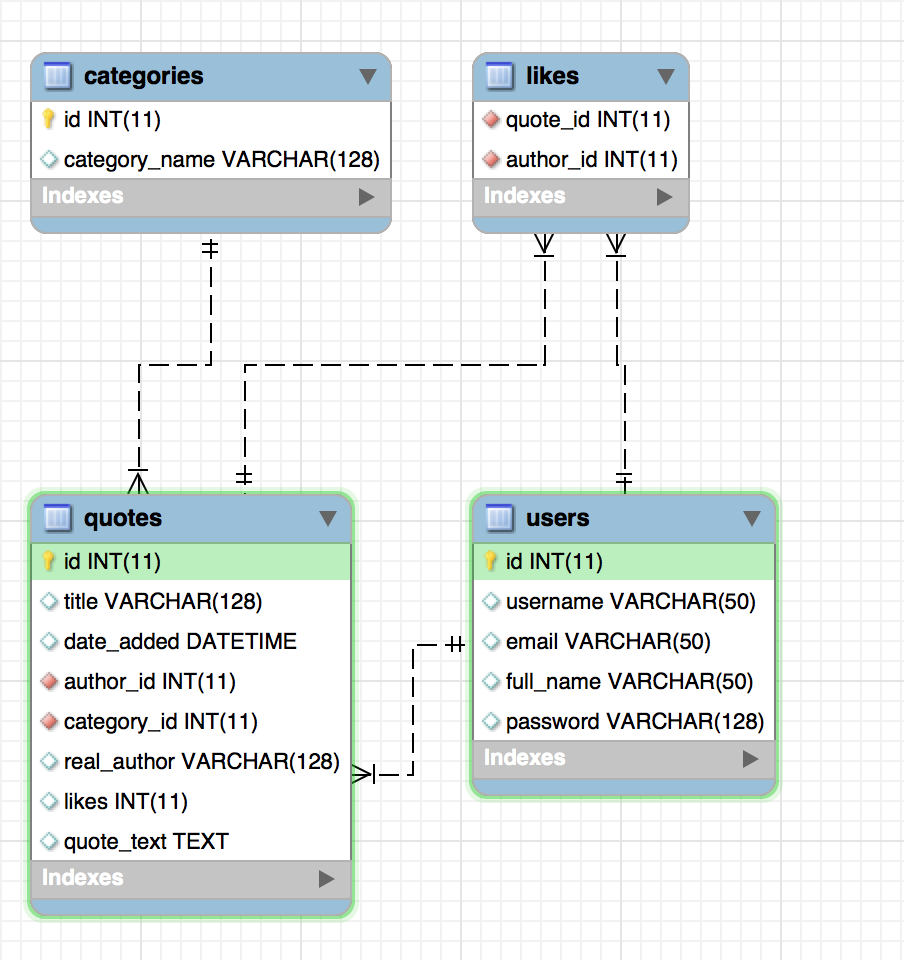 categories
id INT(11)
category_name VARCHAR(128)
Indexes
likes
quote_id INT(11)
author_id INT(11)
Indexes
quotes
id INT(11)
title VARCHAR(128)
date_added DATETIME
author_id INT(11)
category_id INT(11)
real_author VARCHAR(128)
likes INT(11)
quote_text TEXT
Indexes
users
id INT(11)
username VARCHAR(50)
email VARCHAR(50)
full_name VARCHAR(50)
password VARCHAR(128)
Indexes